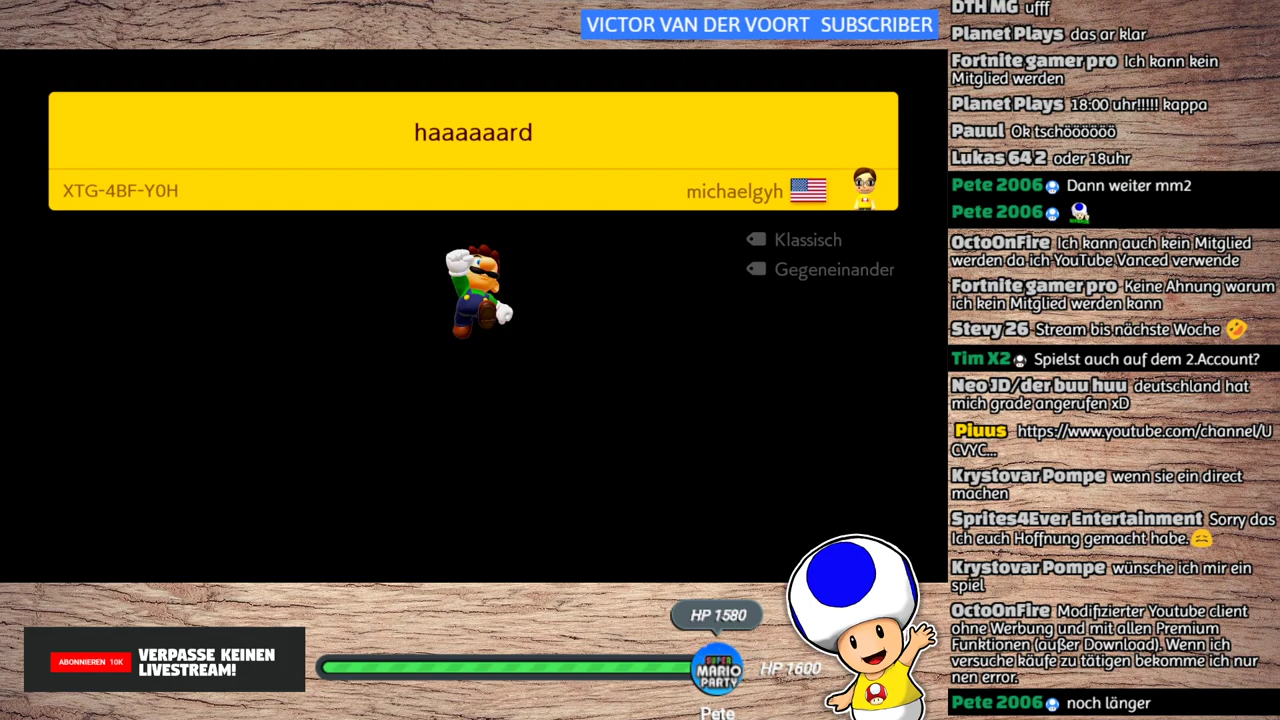 VICTOR VAN DER VOORT SUBSCRIBER
haaaaaard
XTG-4BF-Y0H
michaelgyh
Klassisch
Gegeneinander
DTH MG ufff
Planet Plays das ar klar
Fortnite gamer pro Ich kann kein
Mitglied werden
Planet Plays 18:00 uhr!!!!! kappa
Pauul Ok tschöööööö
Lukas 64 2 oder 18uhr
Pete 2006 Dann weiter mm2
Pete 2006
OctoOnFire Ich kann auch kein Mitglied
werden da ich YouTube Vanced verwende
Fortnite gamer pro Keine Ahnung warum
ich kein Mitglied werden kann
Stevy 26 Stream bis nächste Woche
Tim X2 Spielst auch auf dem 2.Account?
Neo JD/der buu huu deutschland hat
mich grade angerufen xD
Piuus https://www.youtube.com/channel/U
CVYC...
Krystovar Pompe wenn sie ein direct
machen
Sprites4Ever Entertainment Sorry das
Ich euch Hoffnung gemacht habe.
Krystovar Pompe wünsche ich mir ein
spiel
OctoOnFire Modifizierter Youtube client
ohne Werbung und mit allen Premium
Funktionen (außer Download). Wenn ich
versuche käufe zu tätigen bekomme ich nur
nen error.
Pete 2006 noch länger
ABONNIEREN 10K
VERPASSE KEINEN
LIVESTREAM!
HP 1580
SUPER
MARIO
PARTY
HP 1600
Pete